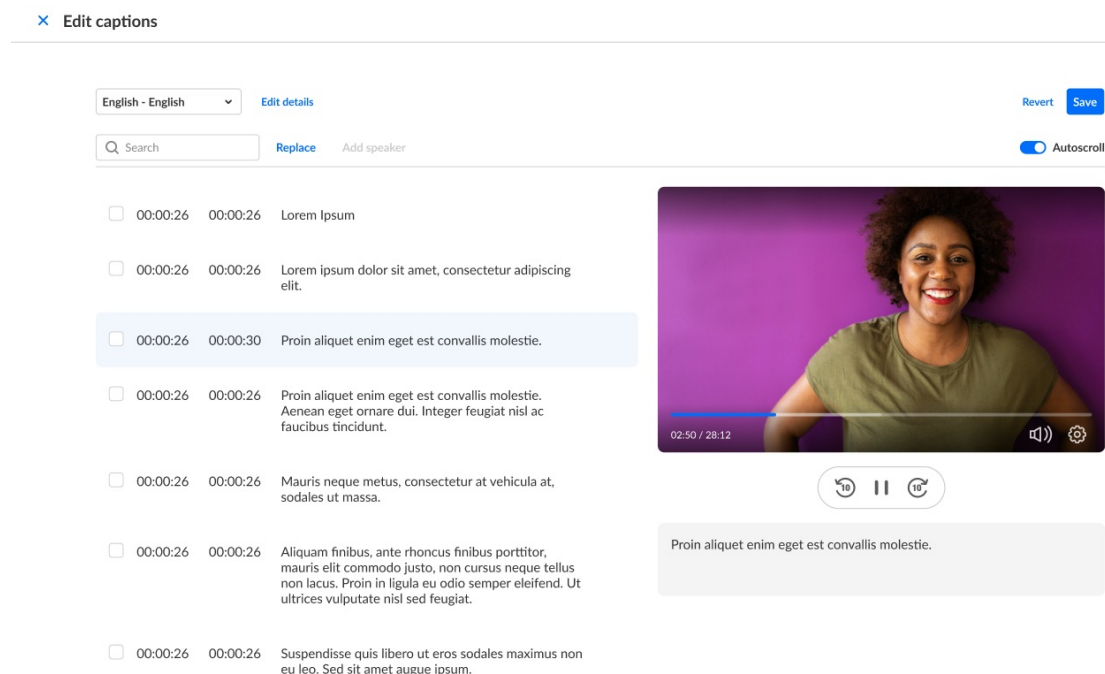 Edit captions
English - English
Edit details
Revert
Save
Search
Replace
Add speaker
Autoscroll
00:00:26 00:00:26 Lorem Ipsum
00:00:26 00:00:26 Lorem ipsum dolor sit amet, consectetur adipiscing
elit.
00:00:26 00:00:30 Proin aliquet enim eget est convallis molestie.
00:00:26 00:00:26 Proin aliquet enim eget est convallis molestie.
Aenean eget ornare dui. Integer feugiat nisl ac
faucibus tincidunt.
00:00:26 00:00:26 Mauris neque metus, consectetur at vehicula at,
sodales ut massa.
00:00:26 00:00:26 Aliquam finibus, ante rhoncus finibus porttitor,
mauris elit commodo justo, non cursus neque tellus
non lacus. Proin in ligula eu odio semper eleifend. Ut
ultrices vulputate nisl sed feugiat.
00:00:26 00:00:26 Suspendisse quis libero ut eros sodales maximus non
eu leo. Sed sit amet augue ipsum.
02:50 / 28:12
10
10
Proin aliquet enim eget est convallis molestie.